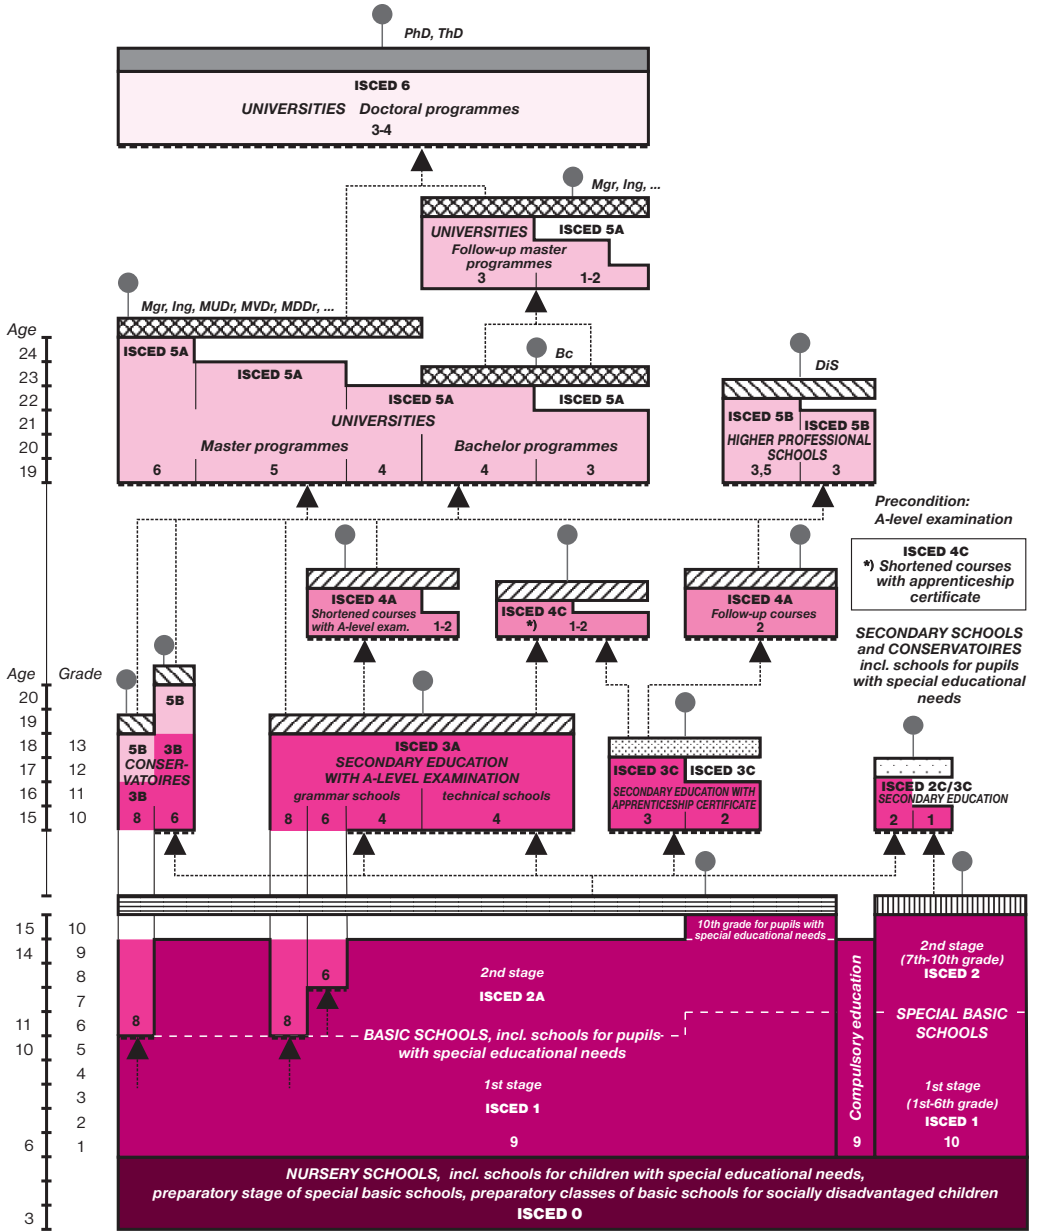 PhD, ThD
ISCED 6
UNIVERSITIES Doctoral programmes
3-4
Mgr, Ing, ...
UNIVERSITIES
ISCED 5A
Follow-up master
programmes
3
1-2
Mgr, Ing, MUDr, MVDr, MDDr, ...
Age
24
23
22
21
20
19
ISCED 5A
ISCED 5A
ISCED 5A
Bc
ISCED 5A
UNIVERSITIES
Master programmes
Bachelor programmes
6
5
4
4
3
DiS
ISCED 5B
ISCED 5B
HIGHER PROFESSIONAL
SCHOOLS
3,5
3
Precondition:
A-level examination
ISCED 4C
*) Shortened courses
with apprenticeship
certificate
ISCED 4A
Shortened courses
with A-level exam.
1-2
ISCED 4C
*)
1-2
ISCED 4A
Follow-up courses
2
SECONDARY SCHOOLS
and CONSERVATOIRES
incl. schools for pupils
with special educational
needs
Age
Grade
20
19
18
13
17
12
16
11
15
10
5B
5B
3B
CONSER-
VATOIRES
3B
8
6
ISCED 3A
SECONDARY EDUCATION
WITH A-LEVEL EXAMINATION
grammar schools
technical schools
8
6
4
4
ISCED 3C
ISCED 3C
SECONDARY EDUCATION WITH
APPRENTICESHIP CERTIFICATE
3
2
ISCED 2C/3C
SECONDARY EDUCATION
2
1
15
10
14
9
8
7
11
6
10
5
4
3
2
6
1
3
10th grade for pupils with
special educational needs
8
8
6
2nd stage
ISCED 2A
BASIC SCHOOLS, incl. schools for pupils
with special educational needs
1st stage
ISCED 1
9
Compulsory education
9
2nd stage
(7th-10th grade)
ISCED 2
SPECIAL BASIC
SCHOOLS
1st stage
(1st-6th grade)
ISCED 1
10
NURSERY SCHOOLS, incl. schools for children with special educational needs,
preparatory stage of special basic schools, preparatory classes of basic schools for socially disadvantaged children
ISCED 0